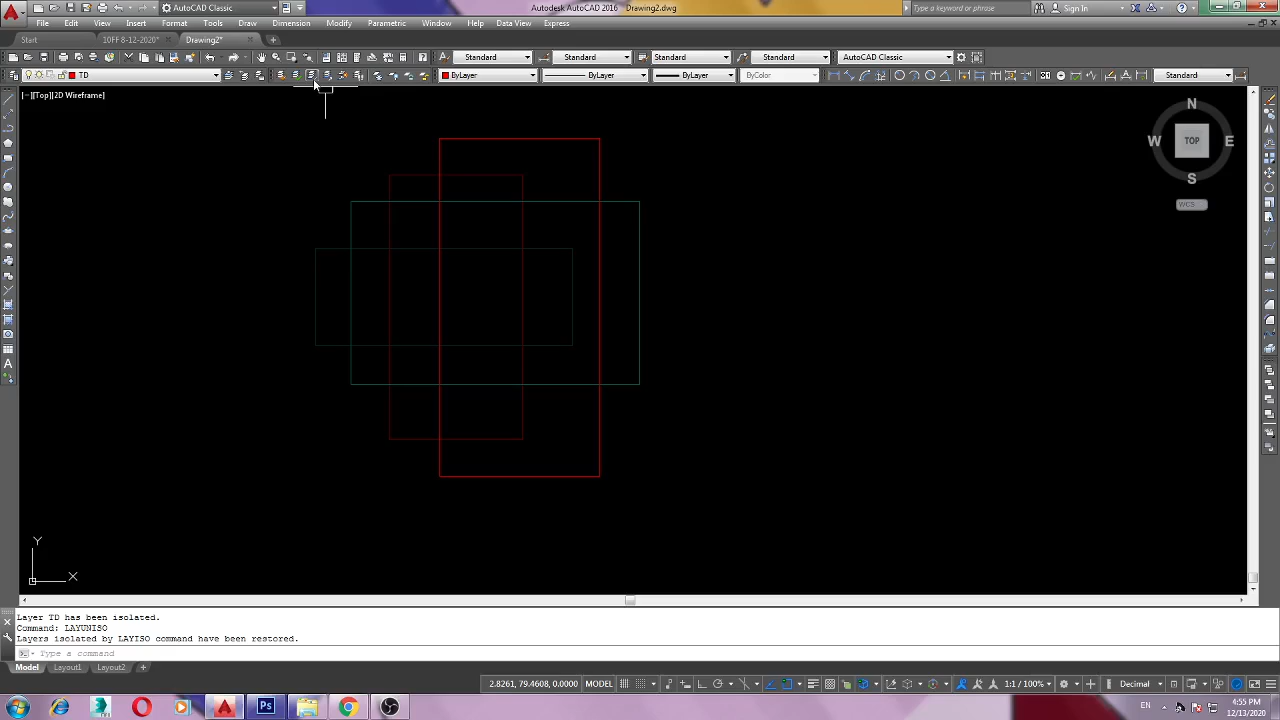 AutoCAD Classic
Autodesk AutoCAD 2016 Drawing2.dwg
Type a keyword or phrase
Sign In
File Edit View Insert Format Tools Draw Dimension Modify Parametric Window Help Data View Express
Start 10FF 8-12-2020* Drawing2*
Standard Standard Standard Standard AutoCAD Classic
TD ByLayer ByLayer ByLayer ByColor Standard
[−][Top][2D Wireframe]
N
W TOP E
S
WCS
Y
X
Layer TD has been isolated.
Command: LAYUNISO
Layers isolated by LAYISO command have been restored.
Type a command
Model Layout1 Layout2
2.8261, 79.4608, 0.0000 MODEL 1:1 / 100% Decimal
EN 4:55 PM
12/13/2020